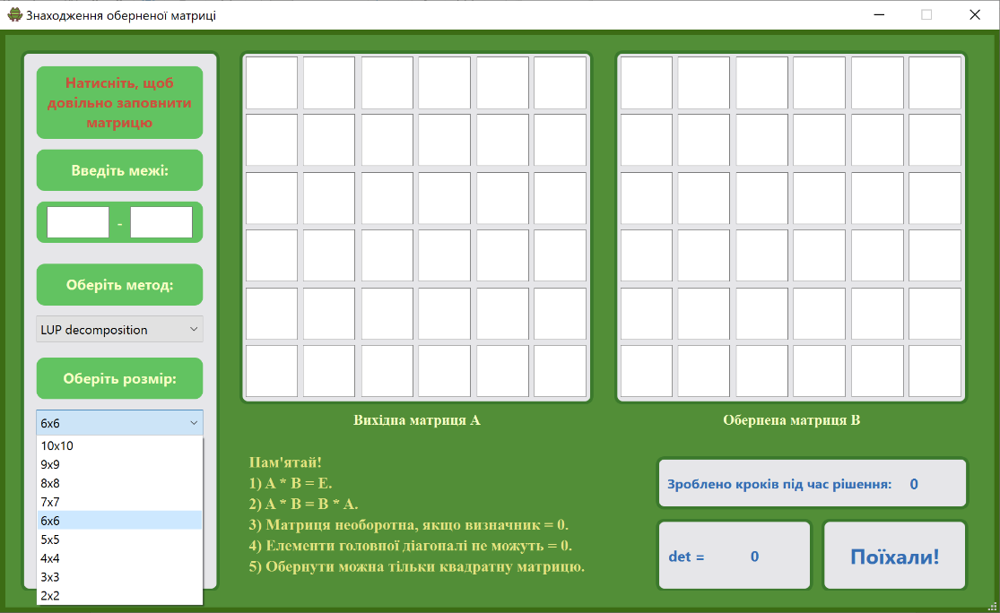 Знаходження оберненої матриці
Натисніть, щоб
довільно заповнити
матрицю
Введіть межі:
-
Оберіть метод:
LUP decomposition
Оберіть розмір:
6x6
10x10
9x9
8x8
7x7
6x6
5x5
4x4
3x3
2x2
Вихідна матриця А
Обернена матриця В
Пам'ятай!
1) A * B = E.
2) A * B = B * A.
3) Матриця необоротна, якщо визначник = 0.
4) Елементи головної діагоналі не можуть = 0.
5) Обернути можна тільки квадратну матрицю.
Зроблено кроків під час рішення: 0
det = 0
Поїхали!